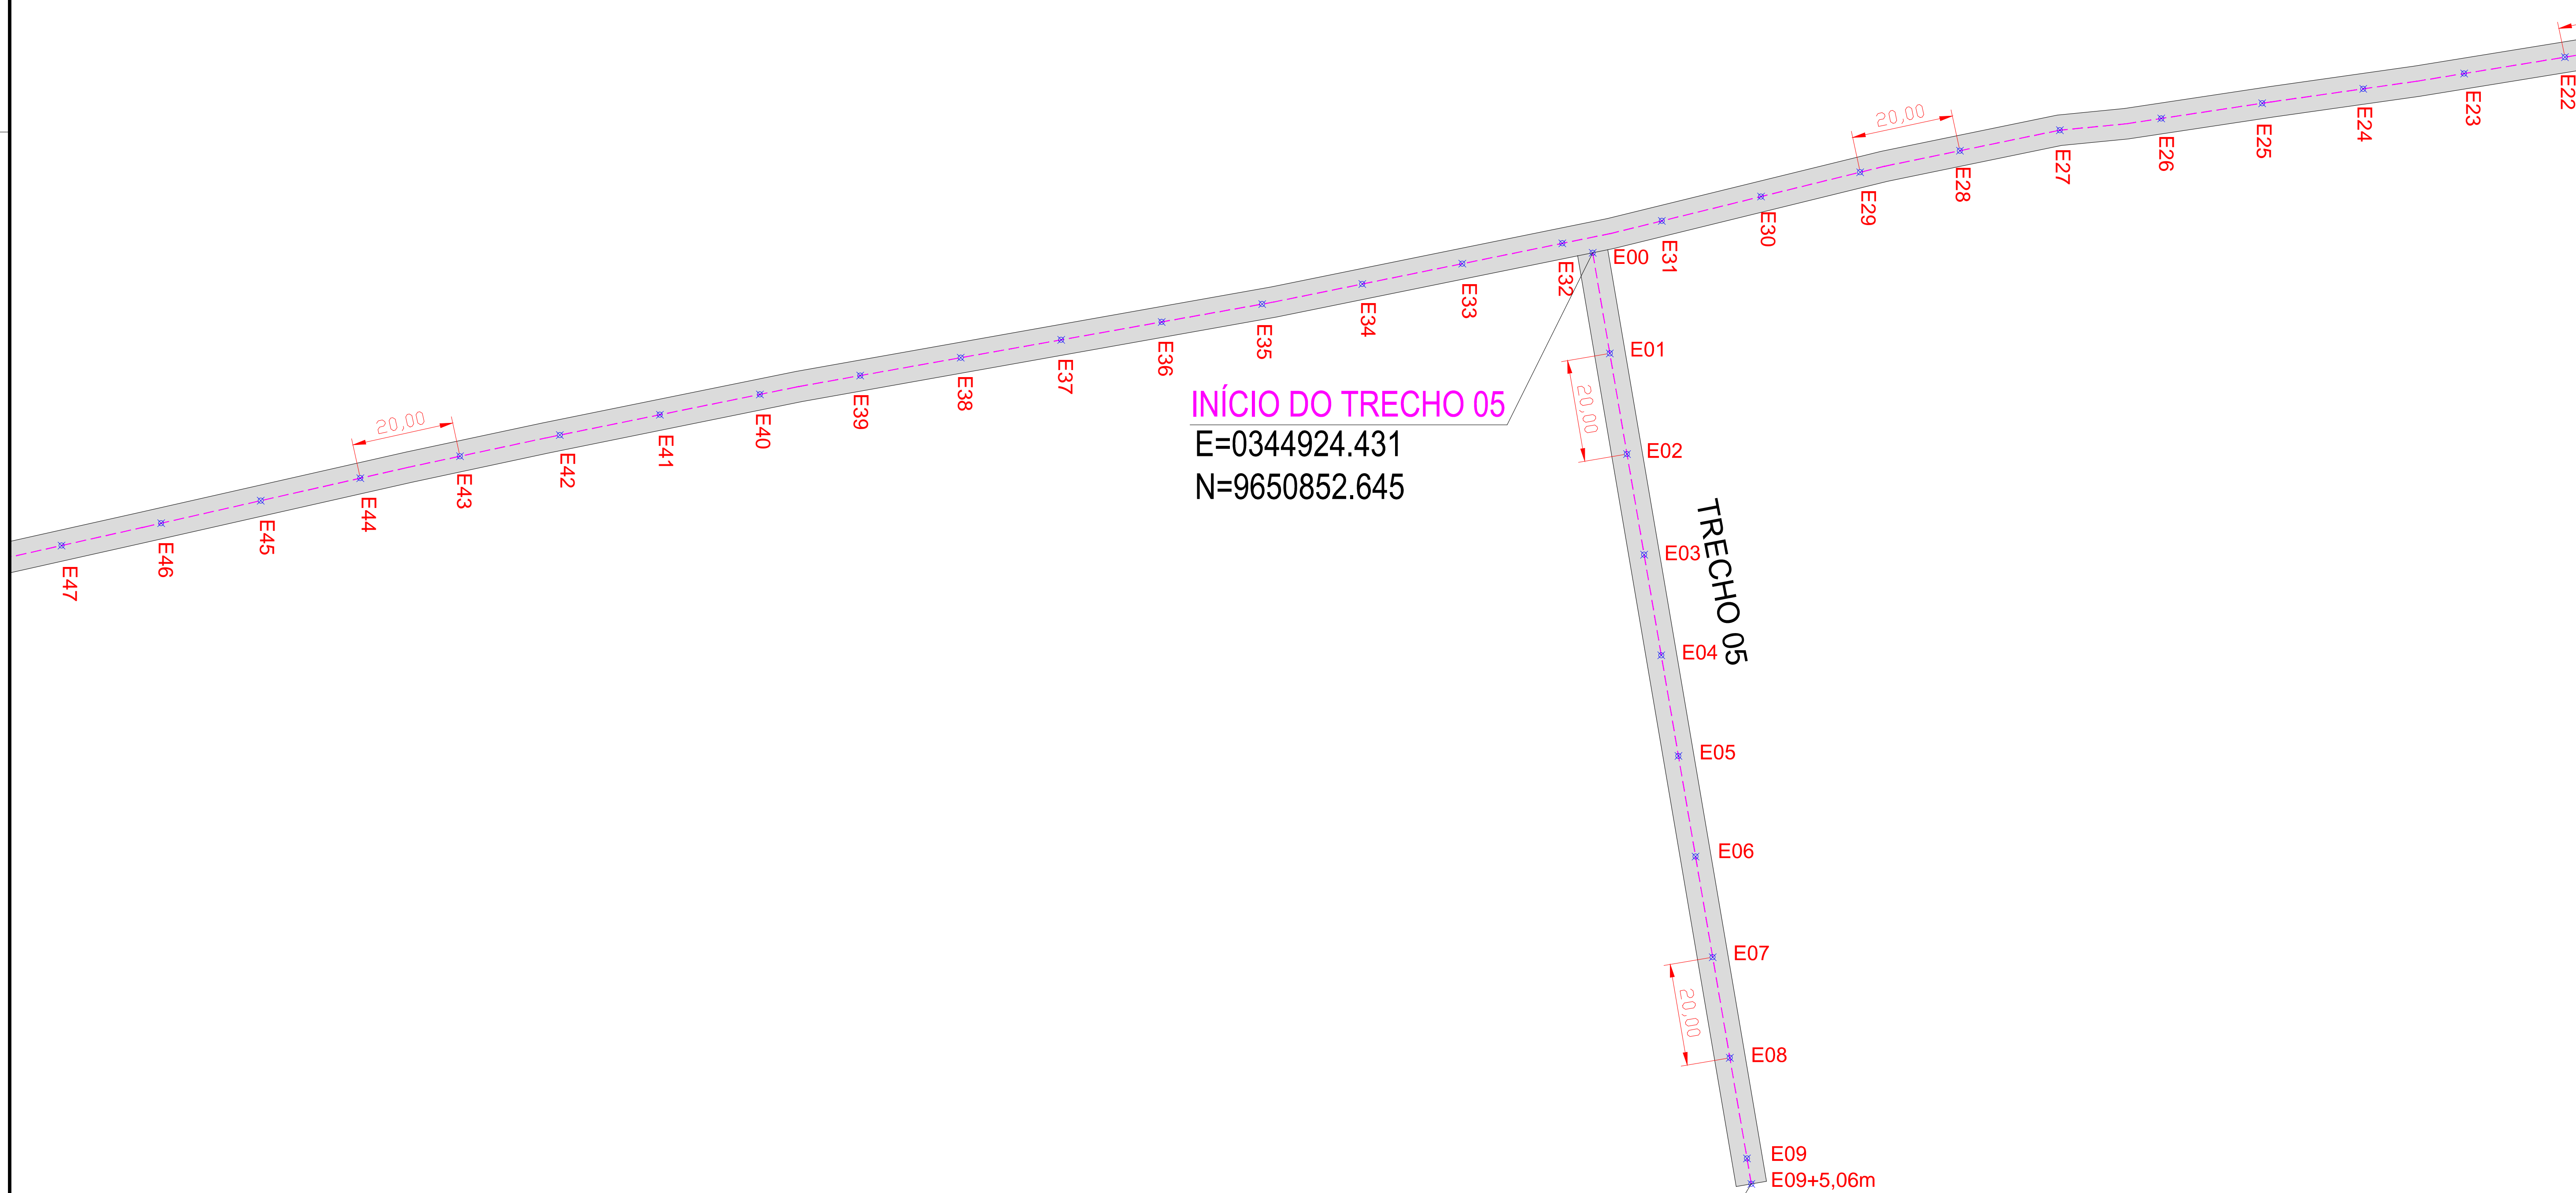 E22
E23
E24
E25
E26
E27
20,00
E28
E29
E30
E31
E32
E33
E34
E35
E36
E37
E38
E39
E40
E41
E42
20,00
E43
E44
E45
E46
E47
INÍCIO DO TRECHO 05
E=0344924.431
N=9650852.645
E00
E01
20,00
E02
E03
TRECHO 05
E04
E05
E06
E07
20,00
E08
E09
E09+5,06m